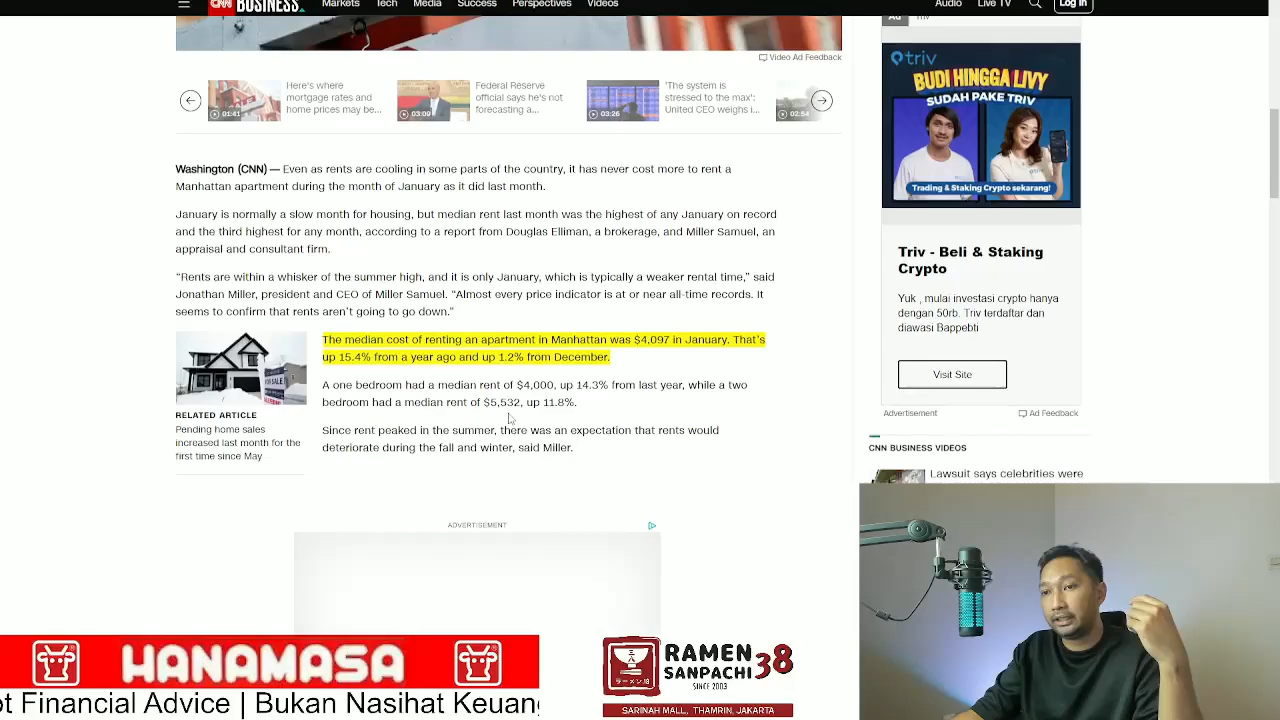 CNN BUSINESS
Markets Tech Media Success Perspectives Videos
Audio Live TV Log In
Video Ad Feedback
Here's where
mortgage rates and
home prices may be...
01:41
Federal Reserve
official says he's not
forecasting a...
03:09
'The system is
stressed to the max':
United CEO weighs i...
03:26
02:54
Washington (CNN) — Even as rents are cooling in some parts of the country, it has never cost more to rent a
Manhattan apartment during the month of January as it did last month.
January is normally a slow month for housing, but median rent last month was the highest of any January on record
and the third highest for any month, according to a report from Douglas Elliman, a brokerage, and Miller Samuel, an
appraisal and consultant firm.
“Rents are within a whisker of the summer high, and it is only January, which is typically a weaker rental time,” said
Jonathan Miller, president and CEO of Miller Samuel. “Almost every price indicator is at or near all-time records. It
seems to confirm that rents aren’t going to go down.”
FOR SALE
RELATED ARTICLE
Pending home sales
increased last month for the
first time since May
The median cost of renting an apartment in Manhattan was $4,097 in January. That’s
up 15.4% from a year ago and up 1.2% from December.
A one bedroom had a median rent of $4,000, up 14.3% from last year, while a two
bedroom had a median rent of $5,532, up 11.8%.
Since rent peaked in the summer, there was an expectation that rents would
deteriorate during the fall and winter, said Miller.
ADVERTISEMENT
Ad Triv
triv
BUDI HINGGA LIVY
SUDAH PAKE TRIV
Trading & Staking Crypto sekarang!
Triv - Beli & Staking
Crypto
Yuk , mulai investasi crypto hanya
dengan 50rb. Triv terdaftar dan
diawasi Bappebti
Visit Site
Advertisement
Ad Feedback
CNN BUSINESS VIDEOS
Lawsuit says celebrities were
HANAMASA
ot Financial Advice | Bukan Nasihat Keuan
RAMEN
SANPACHI 38
SINCE 2003
SARINAH MALL, THAMRIN, JAKARTA